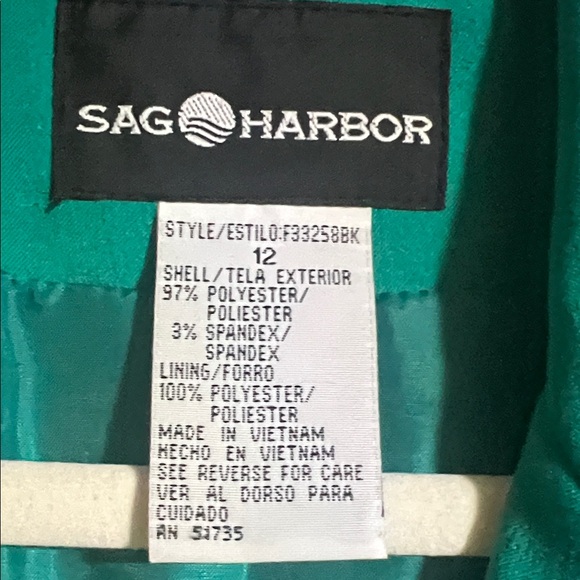 SAG HARBOR
STYLE/ESTILO:F33258BK
12
SHELL/TELA EXTERIOR
97% POLYESTER/
POLIESTER
3% SPANDEX/
SPANDEX
LINING/FORRO
100% POLYESTER/
POLIESTER
MADE IN VIETNAM
HECHO EN VIETNAM
SEE REVERSE FOR CARE
VER AL DORSO PARA
CUIDADO
RN 51735